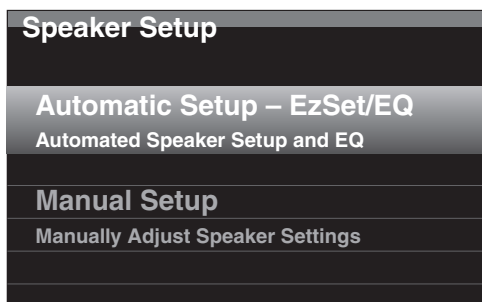 Speaker Setup
Automatic Setup – EzSet/EQ
Automated Speaker Setup and EQ
Manual Setup
Manually Adjust Speaker Settings